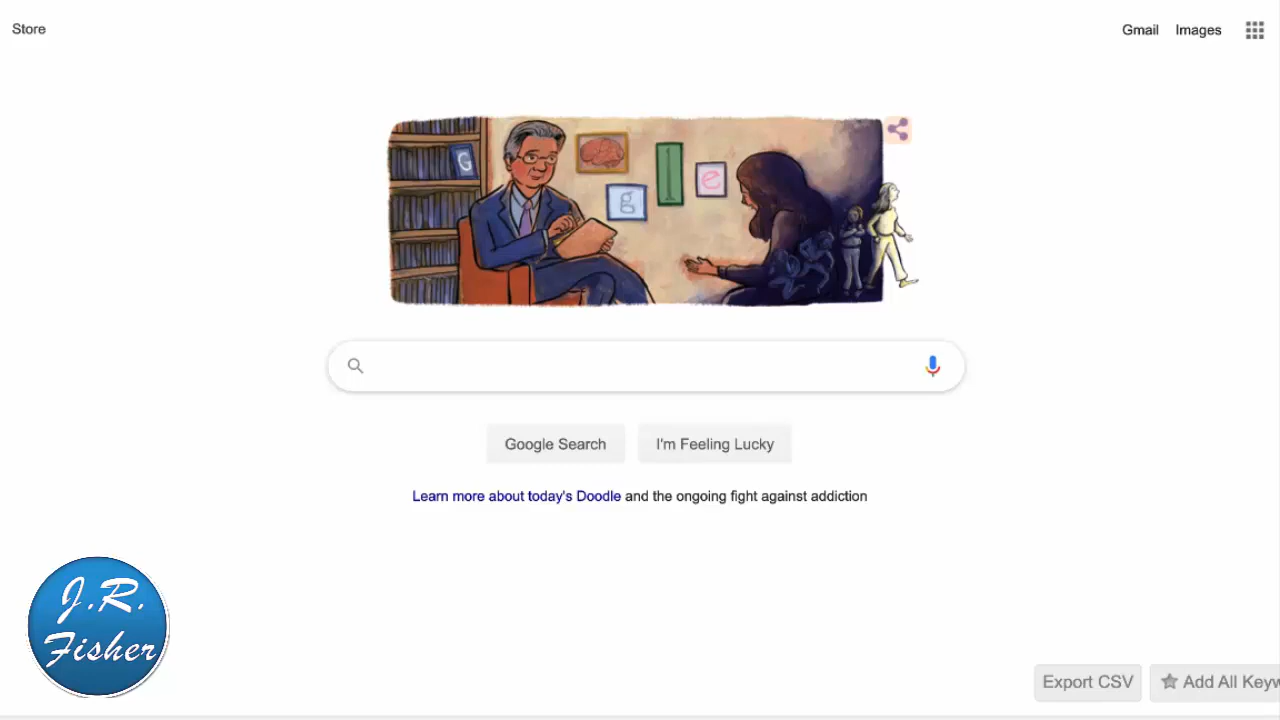 Store
Gmail Images
G
g
l
e
Google Search
I'm Feeling Lucky
Learn more about today's Doodle and the ongoing fight against addiction
J.R.
Fisher
Export CSV
Add All Keyw